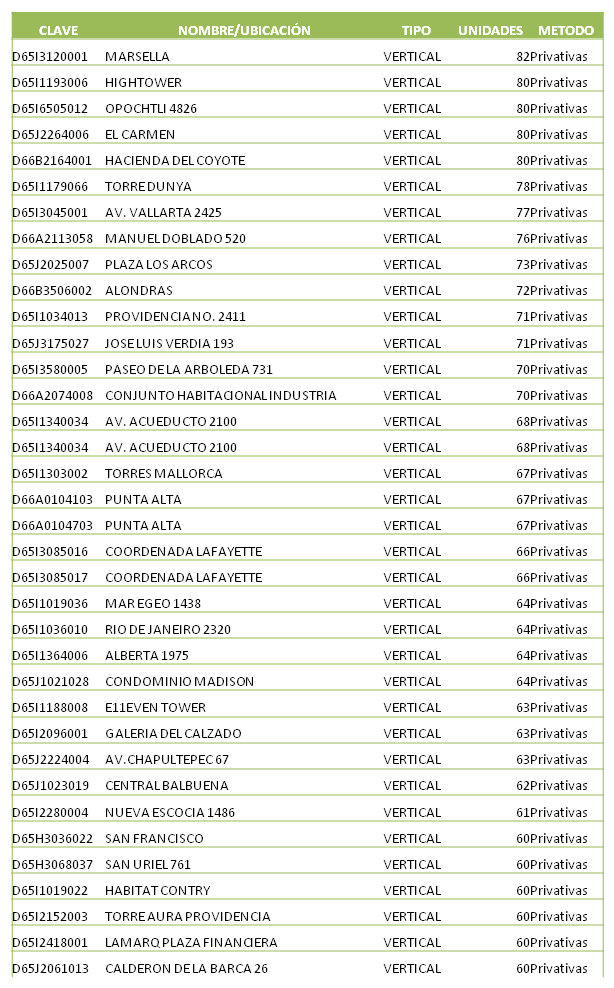 CLAVE NOMBRE/UBICACIÓN TIPO UNIDADES METODO
D65I3120001 MARSELLA VERTICAL 82 Privativas
D65I1193006 HIGHTOWER VERTICAL 80 Privativas
D65I6505012 OPOCHTLI 4826 VERTICAL 80 Privativas
D65J2264006 EL CARMEN VERTICAL 80 Privativas
D66B2164001 HACIENDA DEL COYOTE VERTICAL 80 Privativas
D65I1179066 TORRE DUNYA VERTICAL 78 Privativas
D65I3045001 AV. VALLARTA 2425 VERTICAL 77 Privativas
D66A2113058 MANUEL DOBLADO 520 VERTICAL 76 Privativas
D65J2025007 PLAZA LOS ARCOS VERTICAL 73 Privativas
D66B3506002 ALONDRAS VERTICAL 72 Privativas
D65I1034013 PROVIDENCIA NO. 2411 VERTICAL 71 Privativas
D65J3175027 JOSE LUIS VERDIA 193 VERTICAL 71 Privativas
D65I3580005 PASEO DE LA ARBOLEDA 731 VERTICAL 70 Privativas
D66A2074008 CONJUNTO HABITACIONAL INDUSTRIA VERTICAL 70 Privativas
D65I1340034 AV. ACUEDUCTO 2100 VERTICAL 68 Privativas
D65I1340034 AV. ACUEDUCTO 2100 VERTICAL 68 Privativas
D65I1303002 TORRES MALLORCA VERTICAL 67 Privativas
D66A0104103 PUNTA ALTA VERTICAL 67 Privativas
D66A0104703 PUNTA ALTA VERTICAL 67 Privativas
D65I3085016 COORDENADA LAFAYETTE VERTICAL 66 Privativas
D65I3085017 COORDENADA LAFAYETTE VERTICAL 66 Privativas
D65I1019036 MAR EGEO 1438 VERTICAL 64 Privativas
D65I1036010 RIO DE JANEIRO 2320 VERTICAL 64 Privativas
D65I1364006 ALBERTA 1975 VERTICAL 64 Privativas
D65J1021028 CONDOMINIO MADISON VERTICAL 64 Privativas
D65I1188008 E11EVEN TOWER VERTICAL 63 Privativas
D65I2096001 GALERIA DEL CALZADO VERTICAL 63 Privativas
D65J2224004 AV.CHAPULTEPEC 67 VERTICAL 63 Privativas
D65J1023019 CENTRAL BALBUENA VERTICAL 62 Privativas
D65I2280004 NUEVA ESCOCIA 1486 VERTICAL 61 Privativas
D65H3036022 SAN FRANCISCO VERTICAL 60 Privativas
D65H3068037 SAN URIEL 761 VERTICAL 60 Privativas
D65I1019022 HABITAT CONTRY VERTICAL 60 Privativas
D65I2152003 TORRE AURA PROVIDENCIA VERTICAL 60 Privativas
D65I2418001 LAMARQ PLAZA FINANCIERA VERTICAL 60 Privativas
D65J2061013 CALDERON DE LA BARCA 26 VERTICAL 60 Privativas